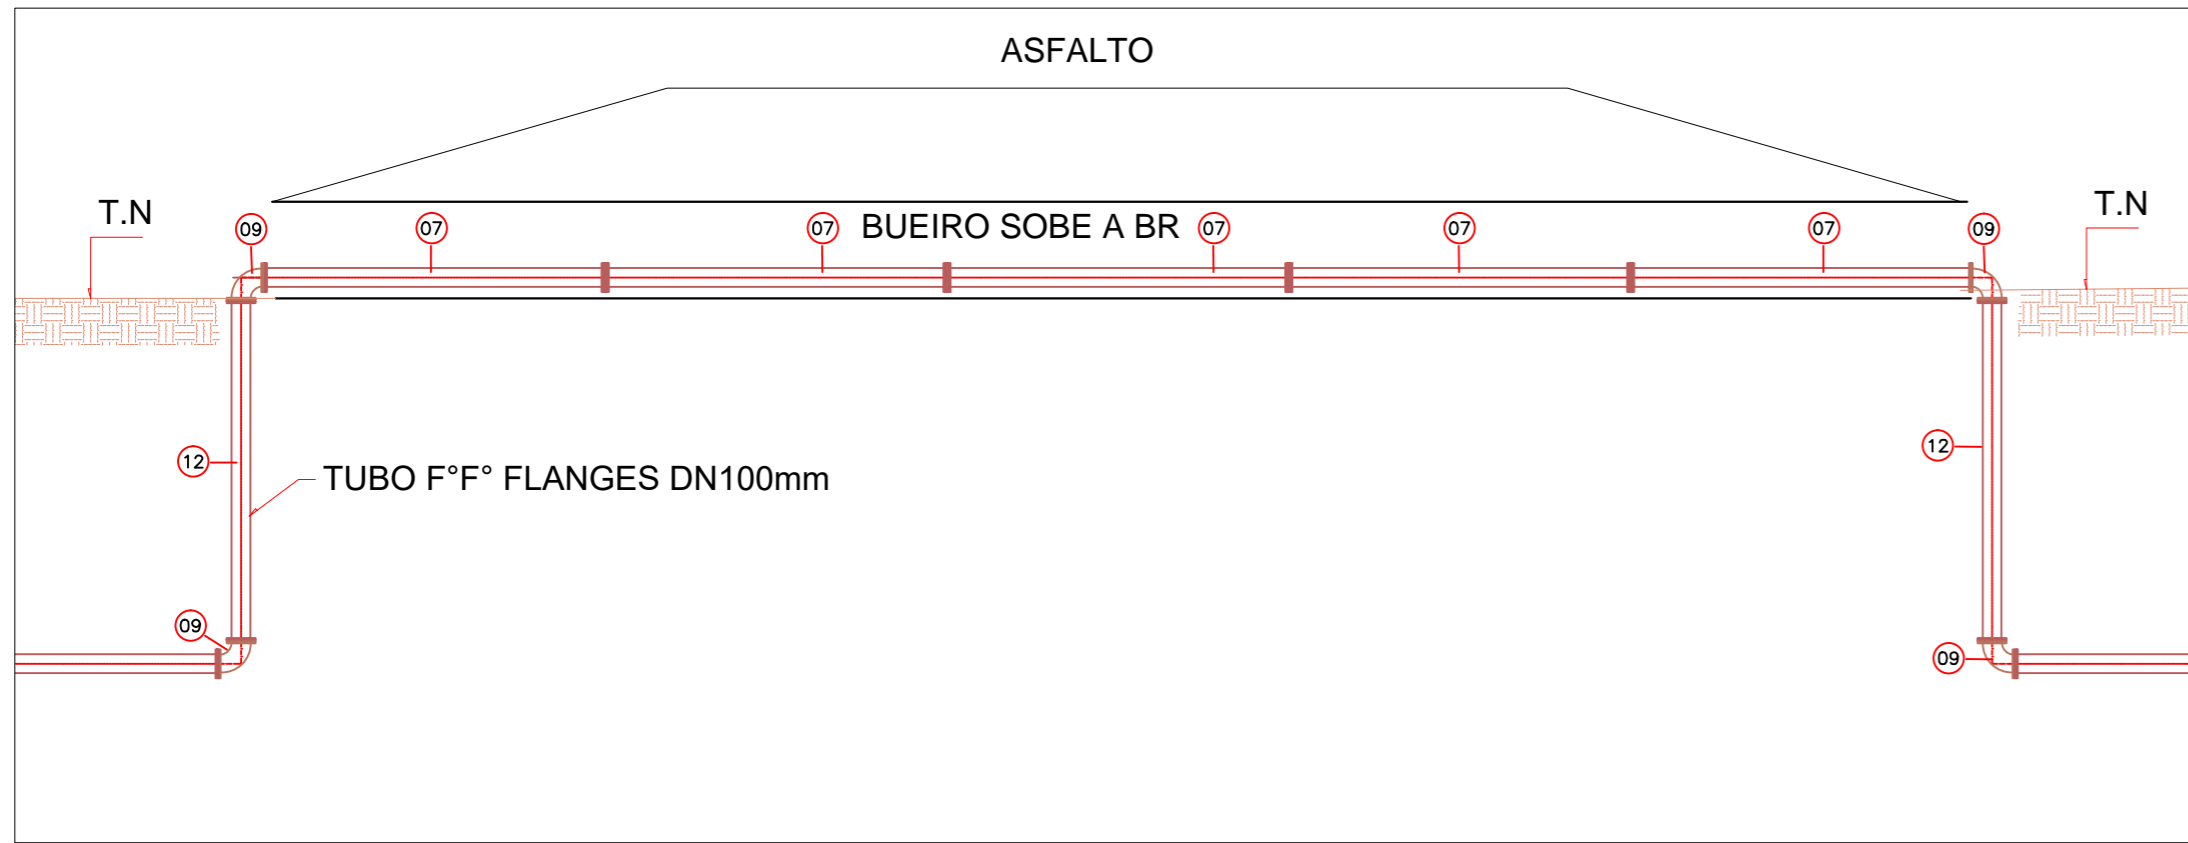 ASFALTO
T.N
T.N
09
07
07
BUEIRO SOBE A BR
07
07
07
09
12
12
TUBO F°F° FLANGES DN100mm
09
09